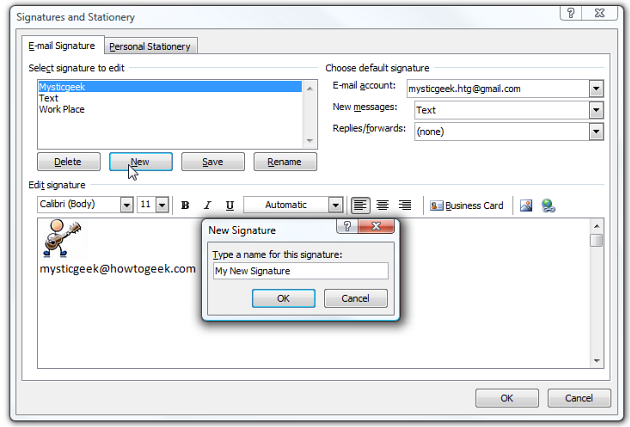 Signatures and Stationery
E-mail Signature Personal Stationery
Select signature to edit
Mysticgeek
Text
Work Place
Delete New Save Rename
Choose default signature
E-mail account: mysticgeek.htg@gmail.com
New messages: Text
Replies/forwards: (none)
Edit signature
Calibri (Body) 11 B I U Automatic Business Card
mysticgeek@howtogeek.com
New Signature
Type a name for this signature:
My New Signature
OK Cancel
OK Cancel